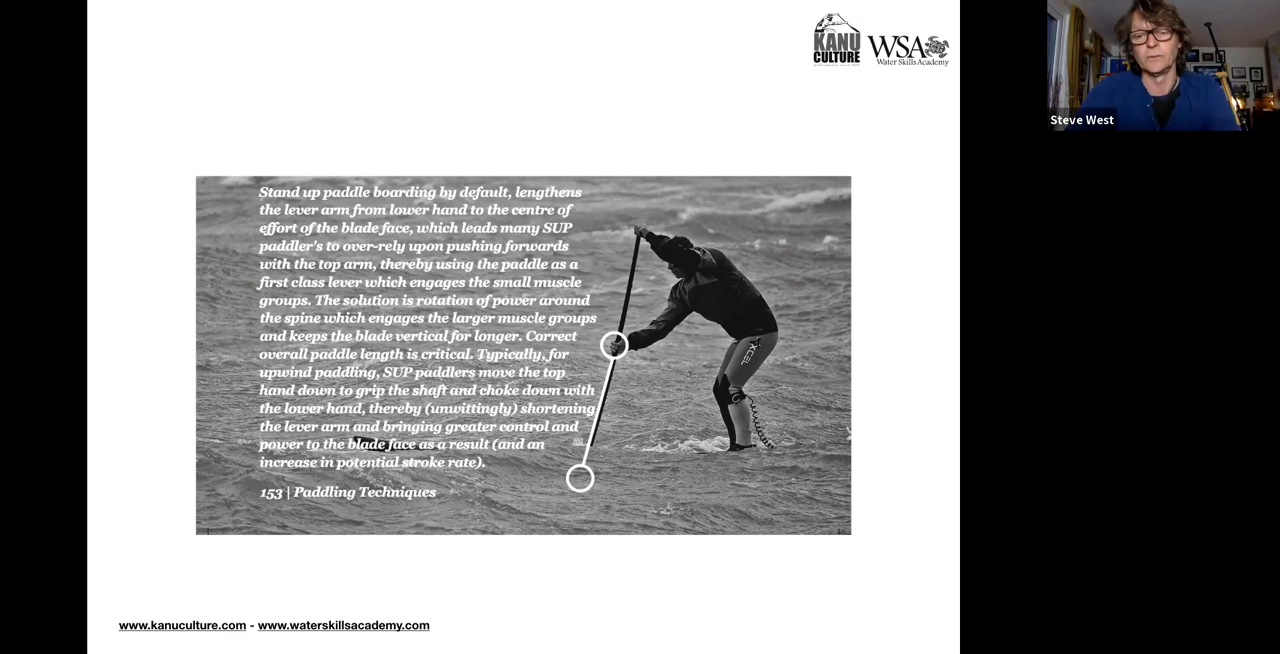 KANU
CULTURE
WSA
Water Skills Academy
Steve West
Stand up paddle boarding by default, lengthens
the lever arm from lower hand to the centre of
effort of the blade face, which leads many SUP
paddler's to over-rely upon pushing forwards
with the top arm, thereby using the paddle as a
first class lever which engages the small muscle
groups. The solution is rotation of power around
the spine which engages the larger muscle groups
and keeps the blade vertical for longer. Correct
overall paddle length is critical. Typically, for
upwind paddling, SUP paddlers move the top
hand down to grip the shaft and choke down with
the lower hand, thereby (unwittingly) shortening
the lever arm and bringing greater control and
power to the blade face as a result (and an
increase in potential stroke rate).
153 | Paddling Techniques
XCEL
www.kanuculture.com - www.waterskillsacademy.com